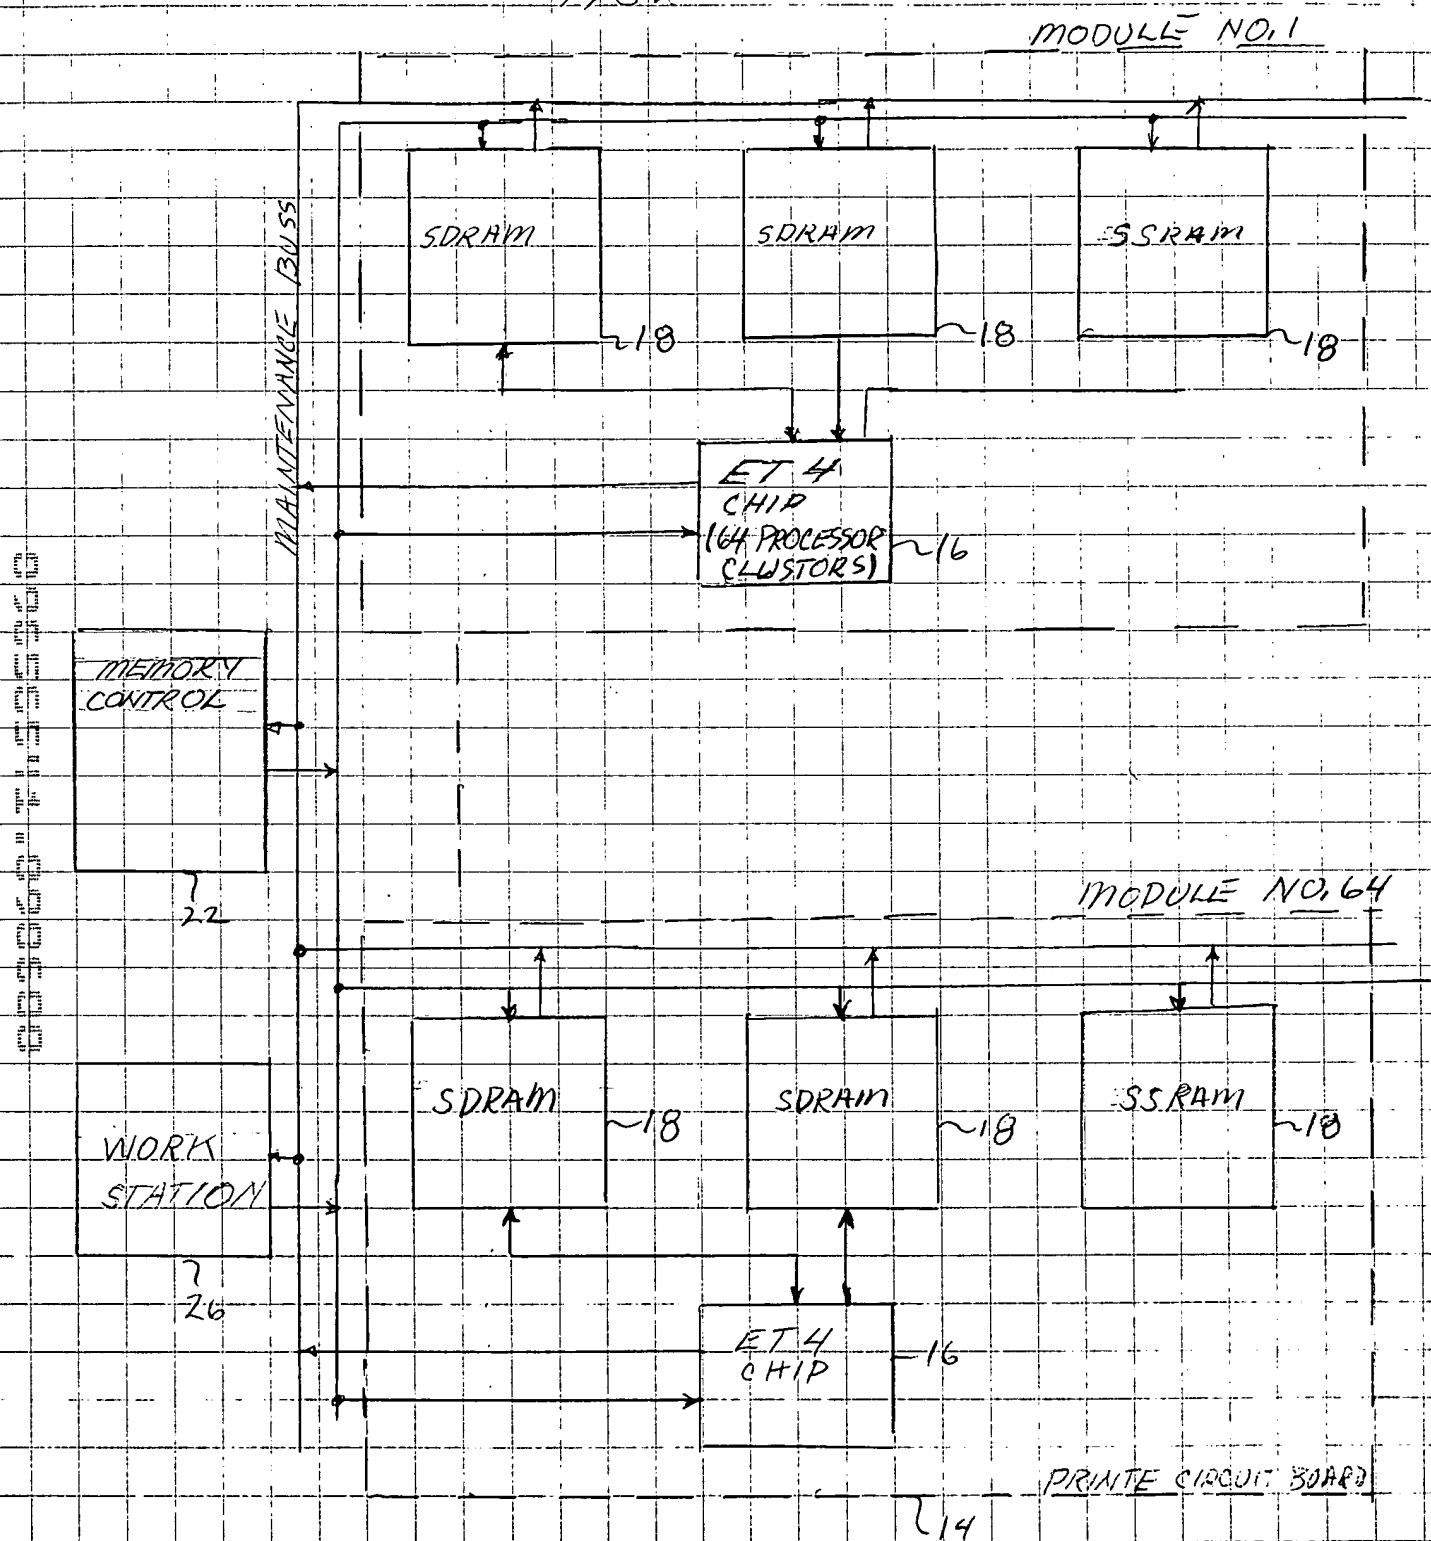 MODULE NO. 1
MAINTENANCE BUSS
SDRAM
SDRAM
SSRAM
18
18
18
ET 4
CHIP
(64 PROCESSOR
CLUSTORS)
16
MEMORY
CONTROL
22
MODULE NO. 64
SDRAM
SDRAM
SSRAM
18
18
18
WORK
STATION
26
ET 4
CHIP
16
PRINTE CIRCUIT BOARD
14